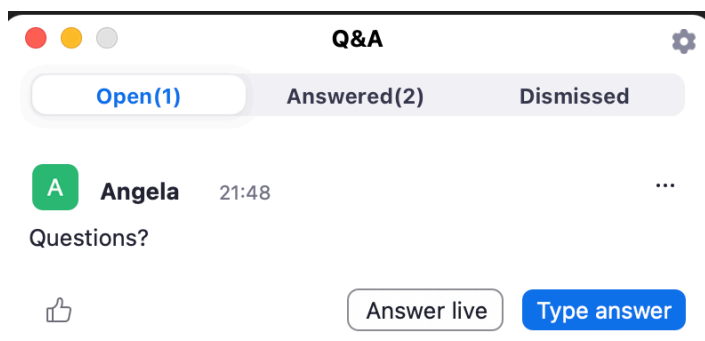 Q&A
Open(1) Answered(2) Dismissed
A Angela 21:48 ...
Questions?
Answer live Type answer